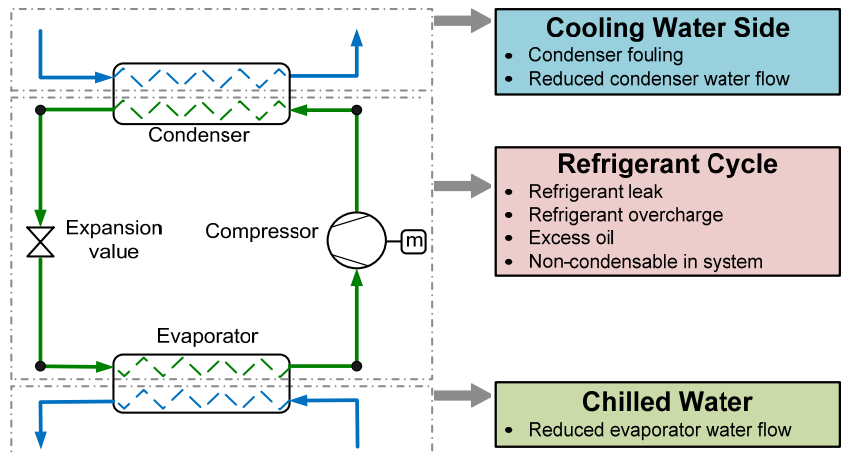 Cooling Water Side
• Condenser fouling
• Reduced condenser water flow
Condenser
Refrigerant Cycle
• Refrigerant leak
• Refrigerant overcharge
• Excess oil
• Non-condensable in system
Expansion
value
Compressor
m
Evaporator
Chilled Water
• Reduced evaporator water flow